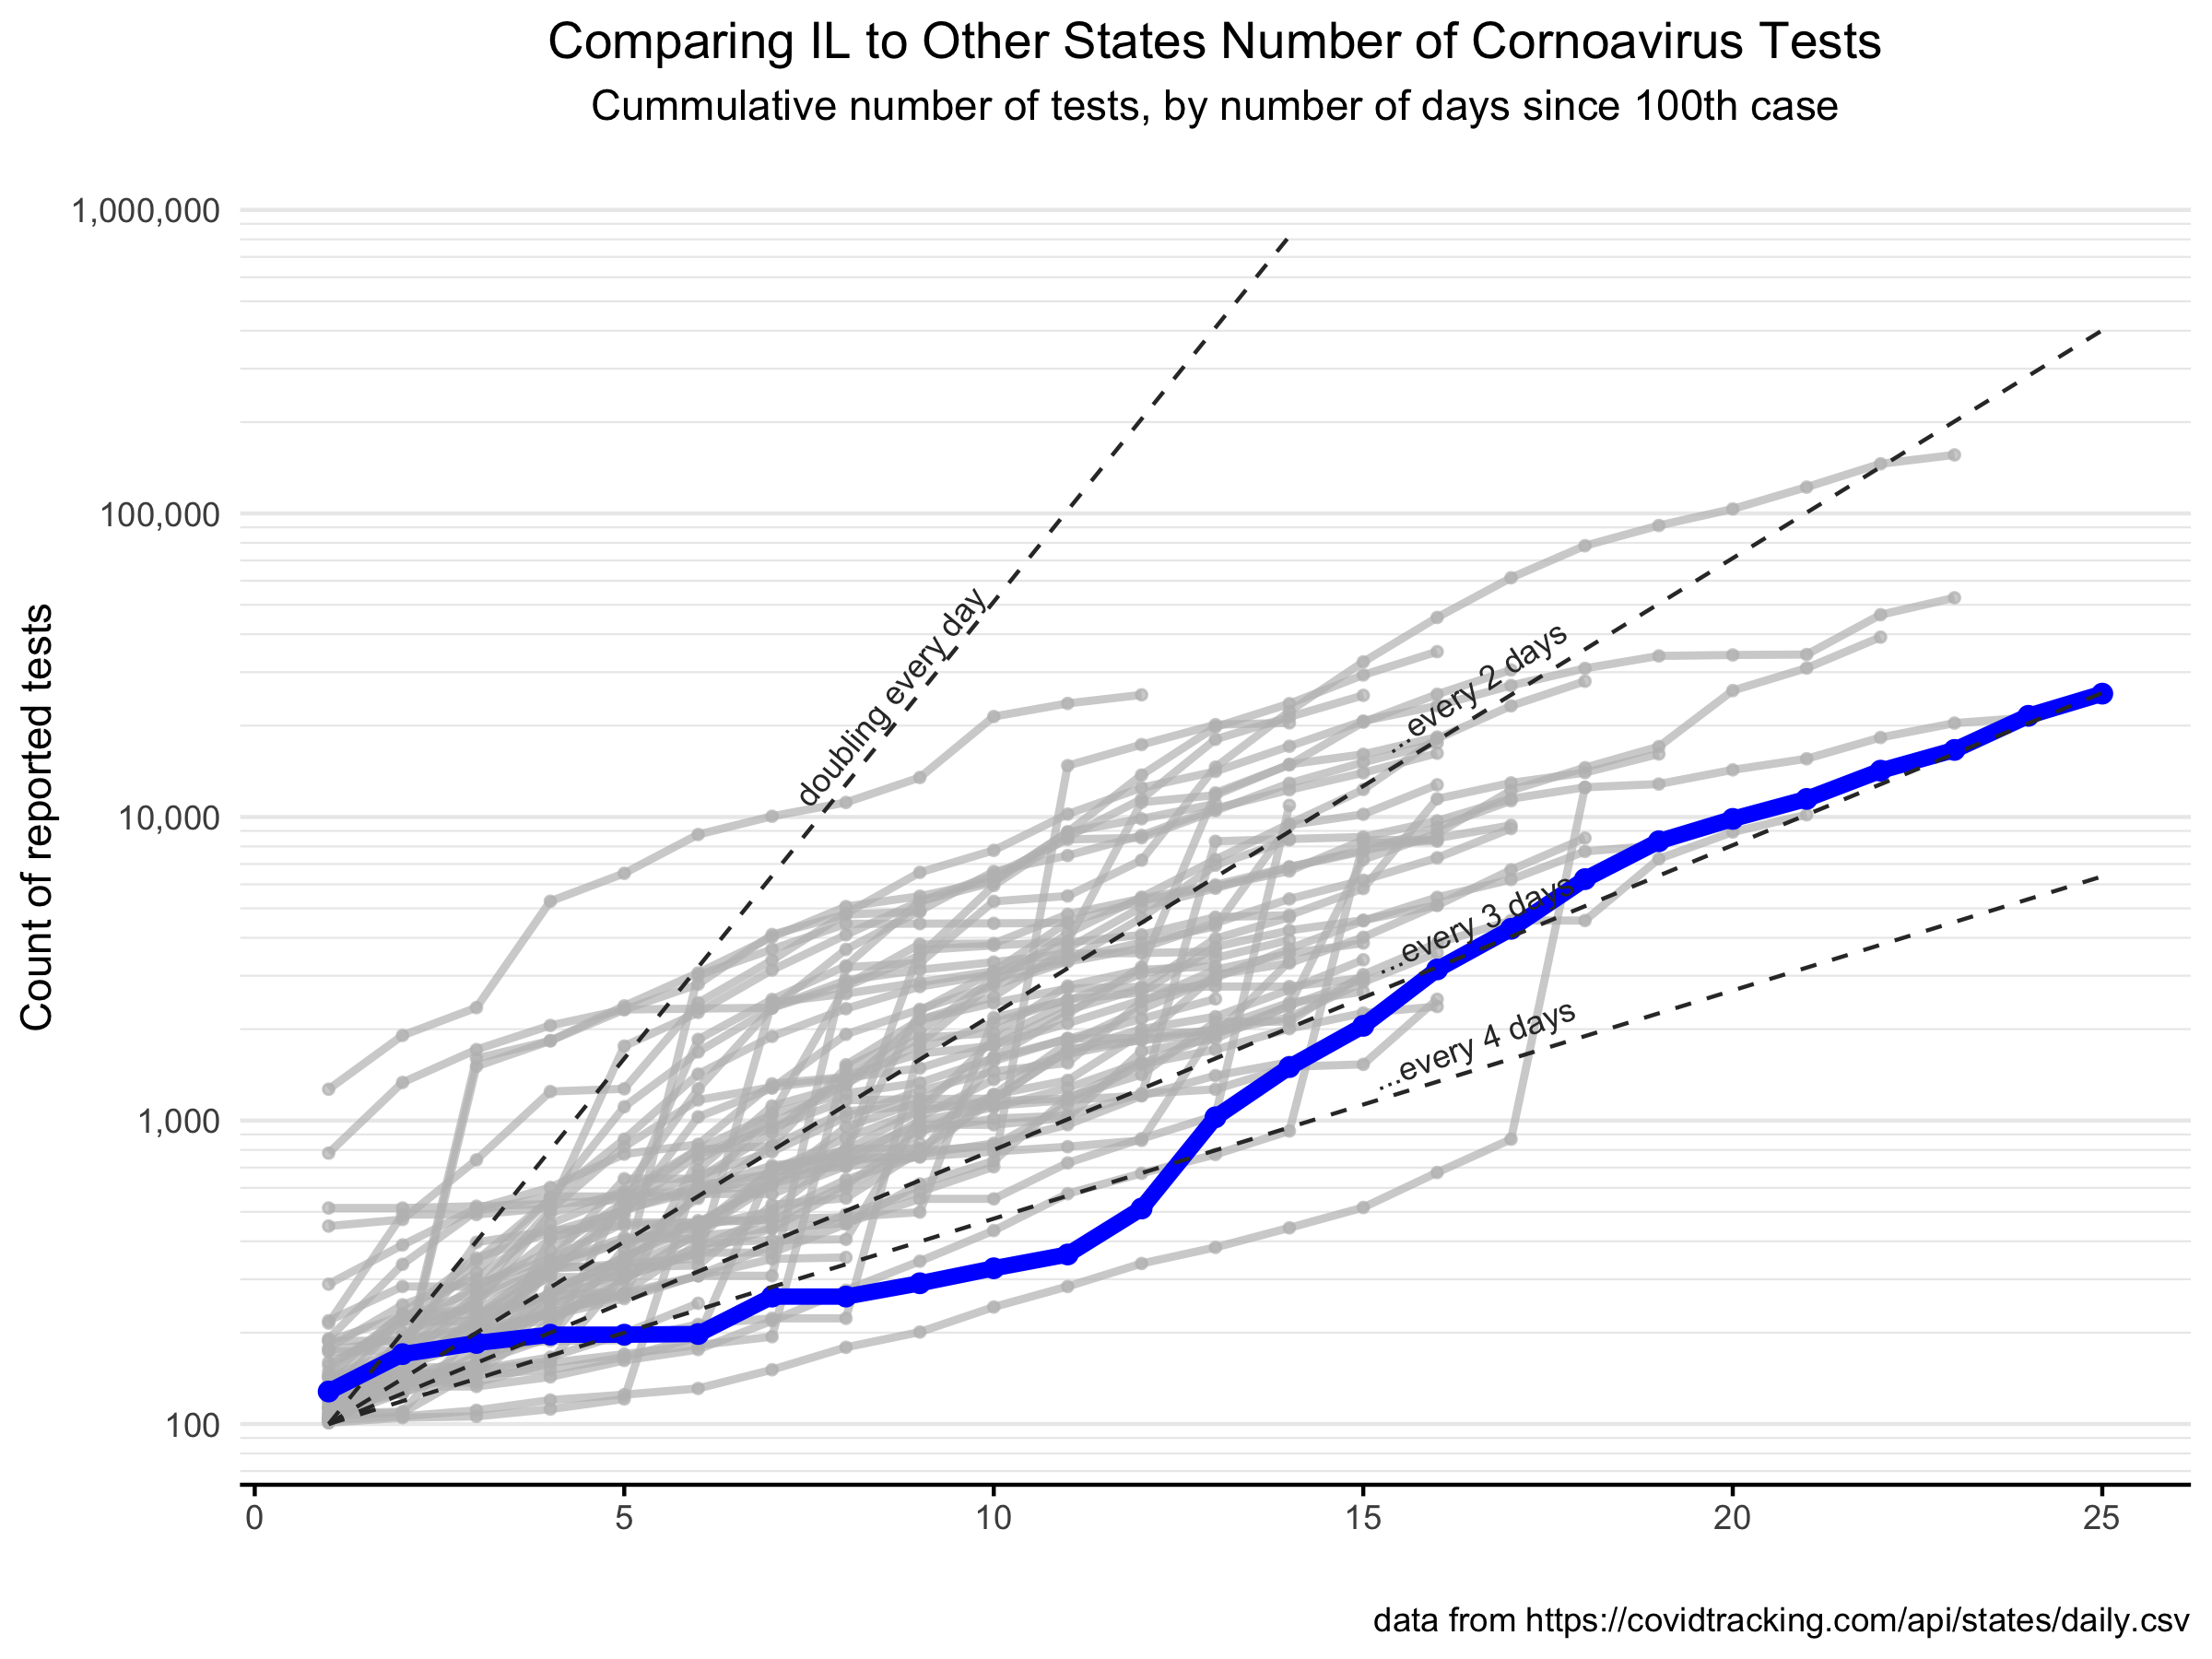 Comparing IL to Other States Number of Cornoavirus Tests
Cummulative number of tests, by number of days since 100th case
1,000,000
100,000
10,000
1,000
100
Count of reported tests
doubling every day
...every 2 days
...every 3 days
...every 4 days
0
5
10
15
20
25
data from https://covidtracking.com/api/states/daily.csv